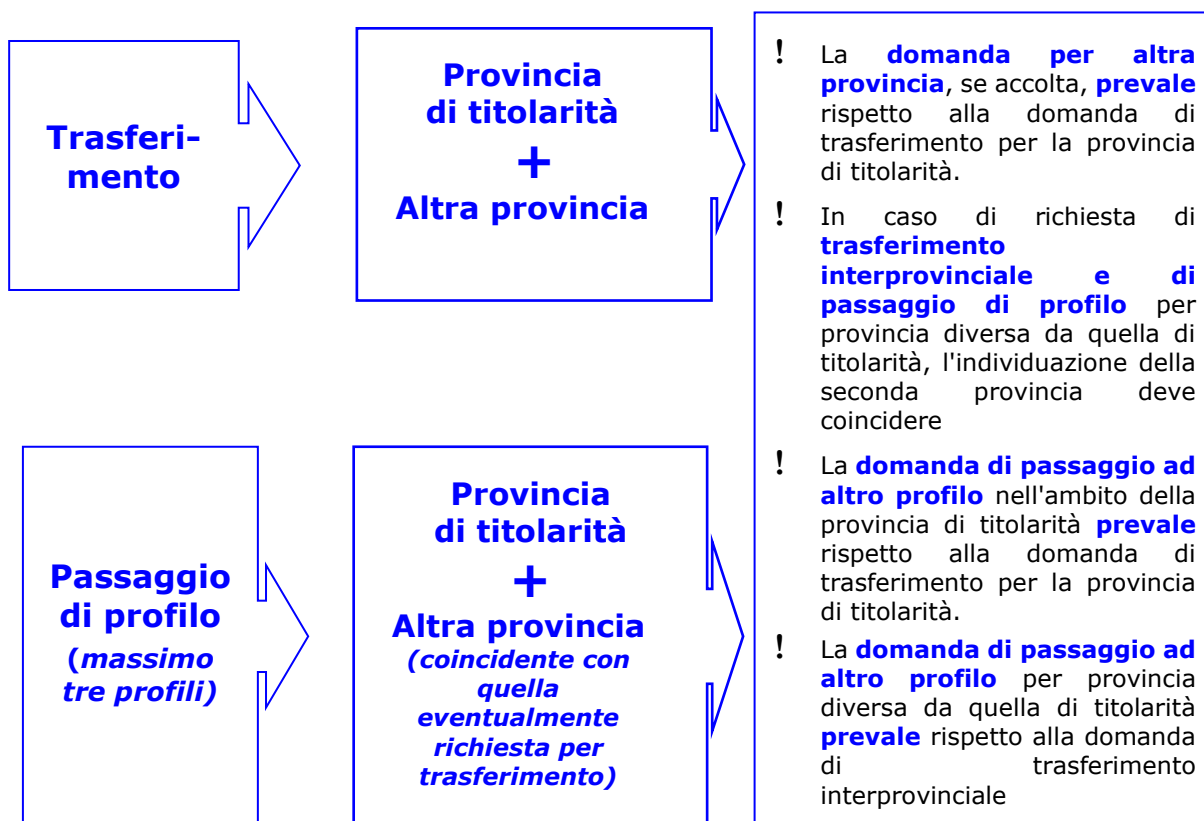 Trasferi-
mento
Provincia
di titolarità
+
Altra provincia
Passaggio
di profilo
(massimo
tre profili)
Provincia
di titolarità
+
Altra provincia
(coincidente con
quella
eventualmente
richiesta per
trasferimento)
! La domanda per altra
provincia, se accolta, prevale
rispetto alla domanda di
trasferimento per la provincia
di titolarità.
! In caso di richiesta di
trasferimento
interprovinciale e di
passaggio di profilo per
provincia diversa da quella di
titolarità, l'individuazione della
seconda provincia deve
coincidere
! La domanda di passaggio ad
altro profilo nell'ambito della
provincia di titolarità prevale
rispetto alla domanda di
trasferimento per la provincia
di titolarità.
! La domanda di passaggio ad
altro profilo per provincia
diversa da quella di titolarità
prevale rispetto alla domanda
di trasferimento
interprovinciale